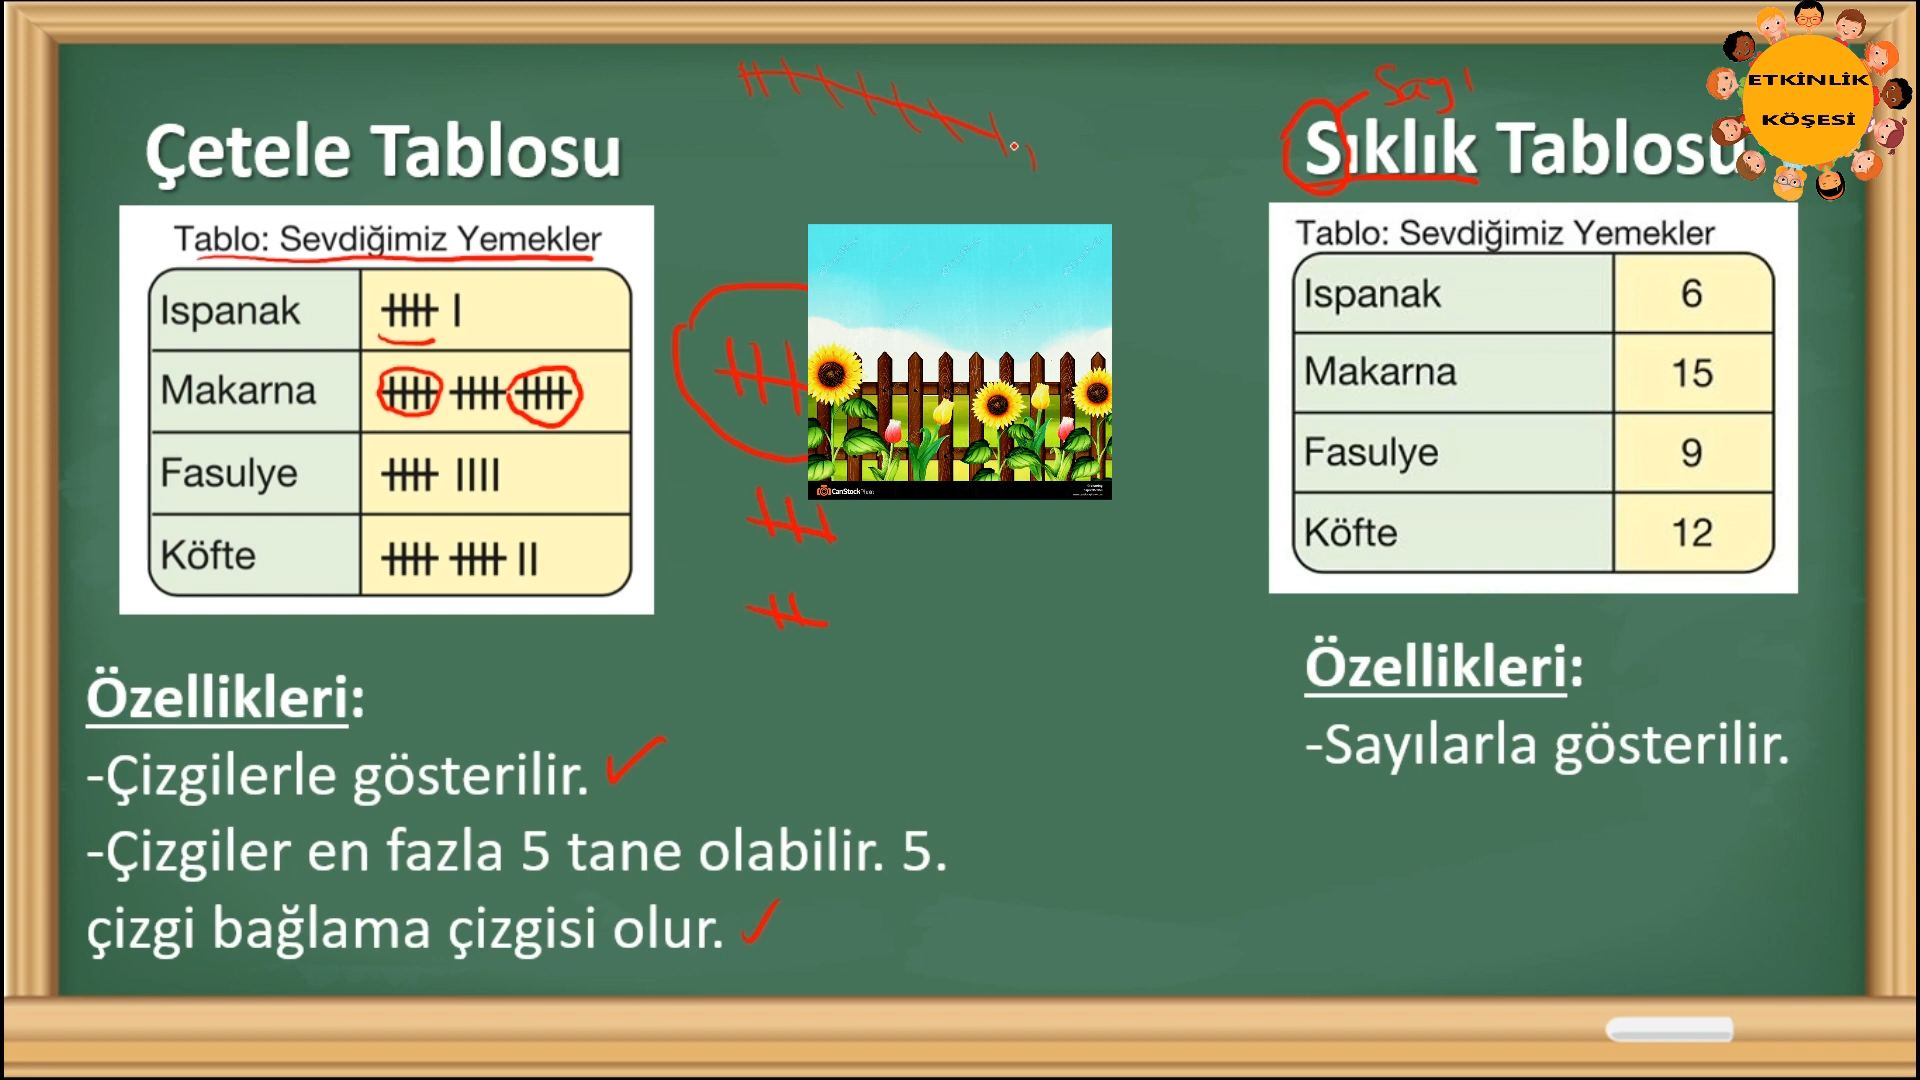 ETKİNLİK
KÖŞESİ
Sayı
Çetele Tablosu
Sıklık Tablosu
Tablo: Sevdiğimiz Yemekler
Ispanak
Makarna
Fasulye
Köfte
Tablo: Sevdiğimiz Yemekler
Ispanak 6
Makarna 15
Fasulye 9
Köfte 12
CanStockPhoto
Özellikleri:
-Çizgilerle gösterilir.
-Çizgiler en fazla 5 tane olabilir. 5.
çizgi bağlama çizgisi olur.
Özellikleri:
-Sayılarla gösterilir.